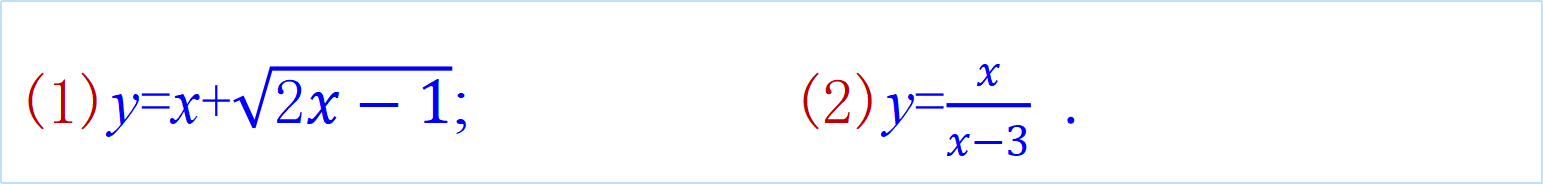 (1) y=x+√(2x − 1); (2) y=x/(x−3) .